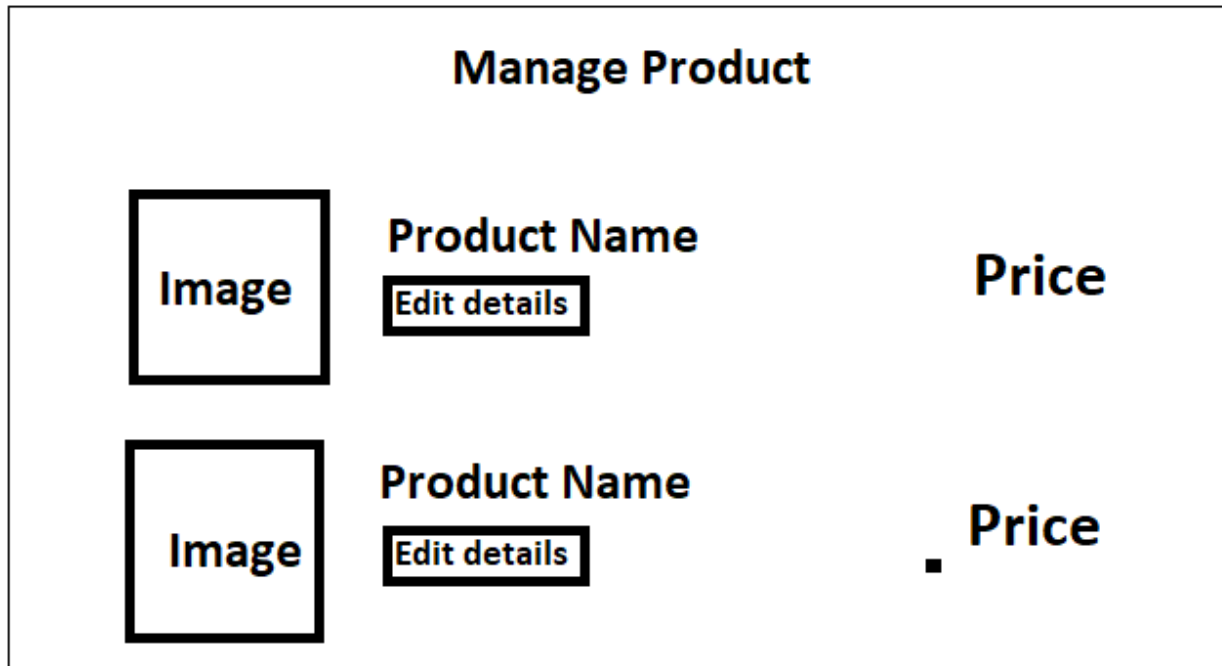 Manage Product
Product Name
Image
Edit details
Price
Product Name
Image
Edit details
Price